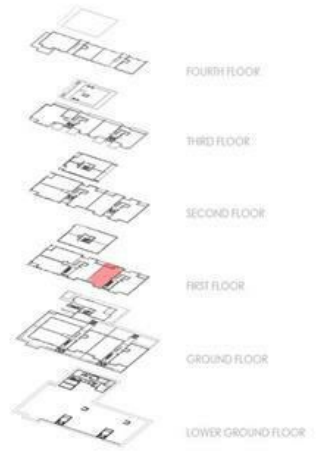 FOURTH FLOOR
THIRD FLOOR
SECOND FLOOR
FIRST FLOOR
GROUND FLOOR
LOWER GROUND FLOOR